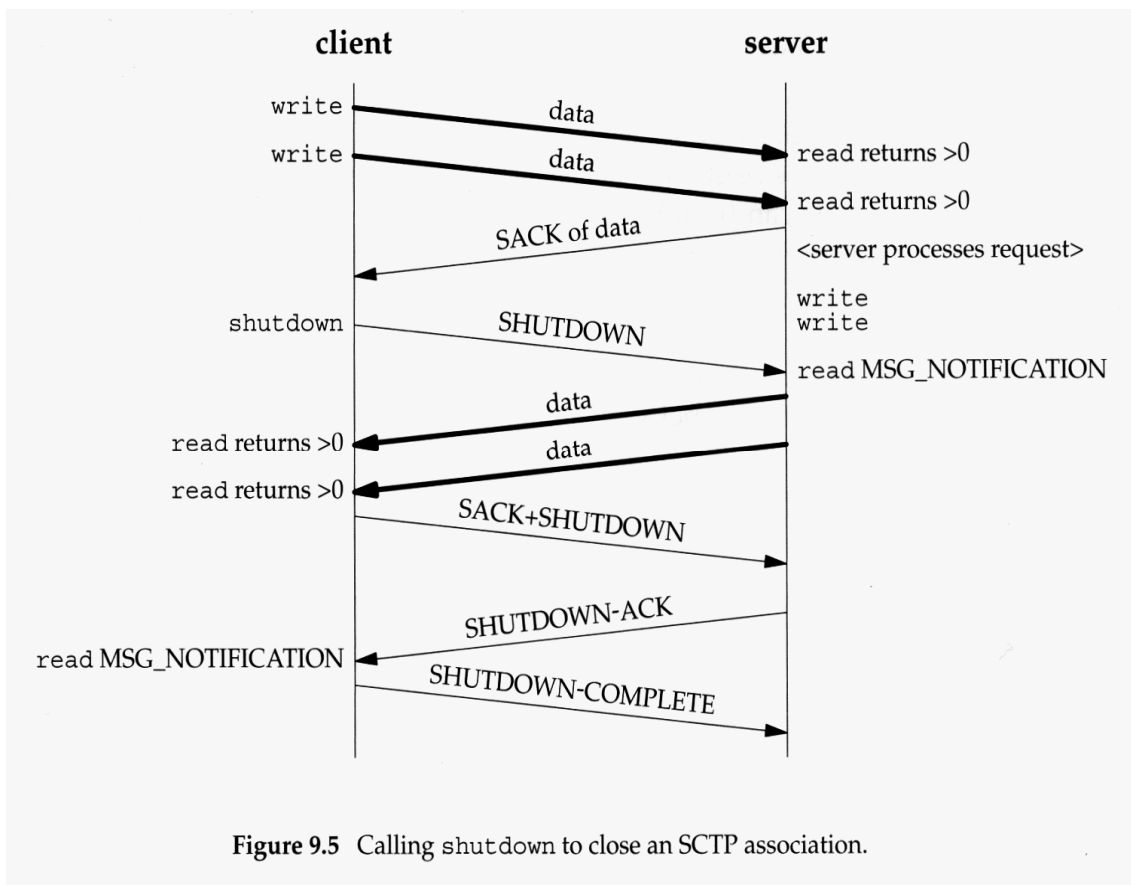 client server
write data
read returns >0
write data
read returns >0
SACK of data
<server processes request>
write
shutdown SHUTDOWN write
read MSG_NOTIFICATION
data
read returns >0
data
read returns >0
SACK+SHUTDOWN
SHUTDOWN-ACK
read MSG_NOTIFICATION
SHUTDOWN-COMPLETE
Figure 9.5 Calling shutdown to close an SCTP association.